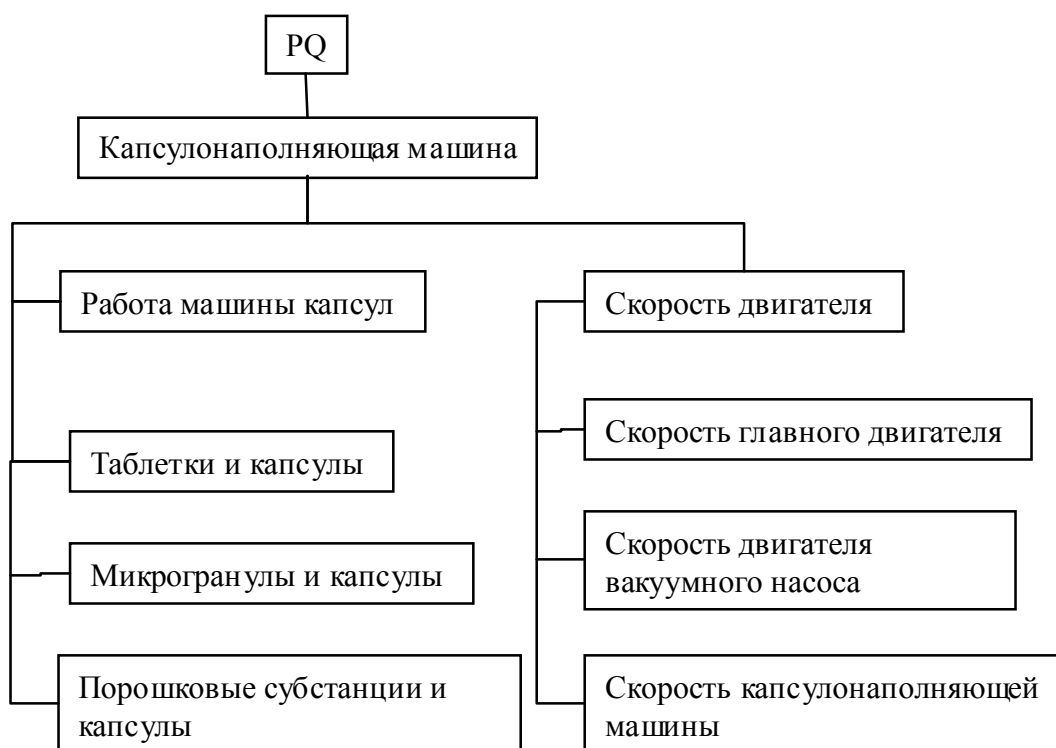 PQ
Капсулонаполняющая машина
Работа машины капсул
Скорость двигателя
Таблетки и капсулы
Скорость главного двигателя
Микрогранулы и капсулы
Скорость двигателя
вакуумного насоса
Порошковые субстанции и
капсулы
Скорость капсулонаполняющей
машины